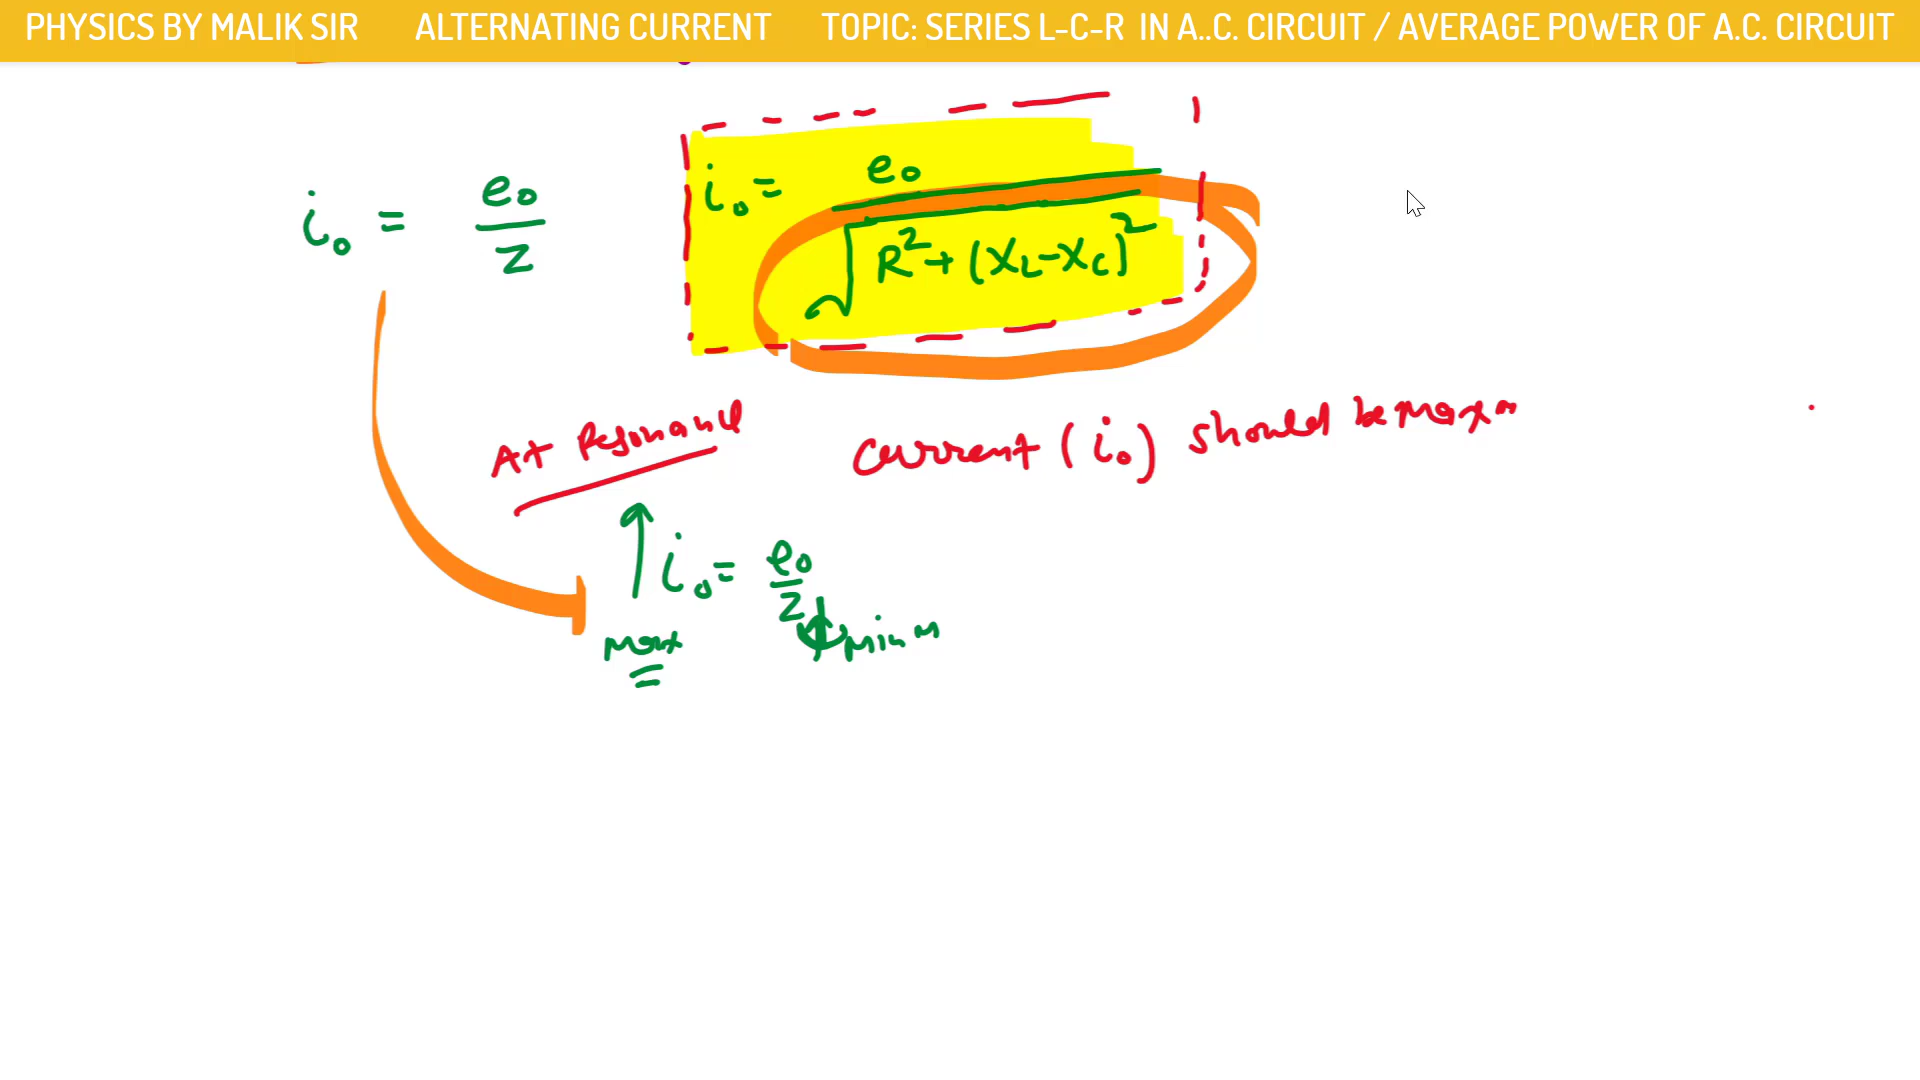 PHYSICS BY MALIK SIR ALTERNATING CURRENT TOPIC: SERIES L-C-R IN A..C. CIRCUIT / AVERAGE POWER OF A.C. CIRCUIT
i₀ = e₀/Z i₀ = e₀/√(R²+(X_L-X_C)²)
At Resonance current (i₀) should be maxm
↑ i₀ = e₀/Z ↓
max minm